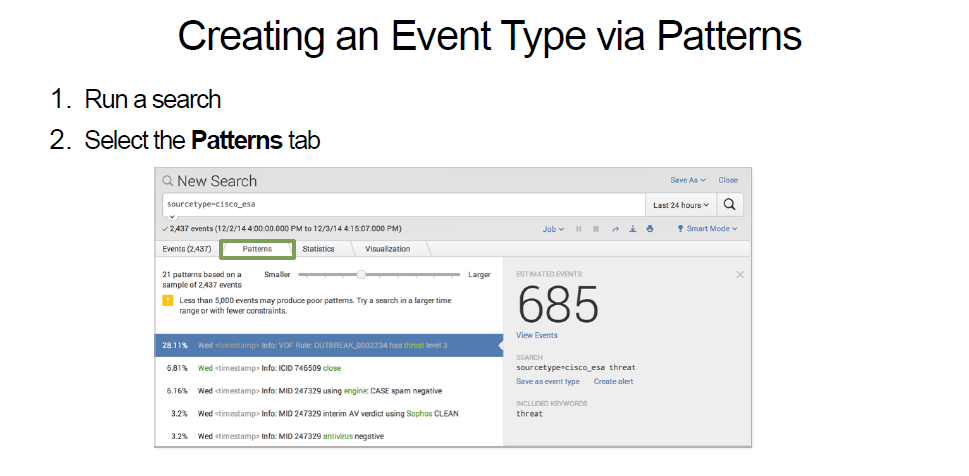 Creating an Event Type via Patterns
1. Run a search
2. Select the Patterns tab
New Search
Save As
Close
sourcetype=cisco_esa
Last 24 hours
2,437 events (12/2/14 4:00:00.000 PM to 12/3/14 4:15:07.000 PM)
Job
Smart Mode
Events (2,437)
Patterns
Statistics
Visualization
21 patterns based on a
sample of 2,437 events
Smaller
Larger
! Less than 5,000 events may produce poor patterns. Try a search in a larger time
range or with fewer constraints.
28.11% Wed <timestamp> Info: VOF Rule: OUTBREAK_0002234 has threat level 3
6.81% Wed <timestamp> Info: ICID 746509 close
6.16% Wed <timestamp> Info: MID 247329 using engine: CASE spam negative
3.2% Wed <timestamp> Info: MID 247329 interim AV verdict using Sophos CLEAN
3.2% Wed <timestamp> Info: MID 247329 antivirus negative
ESTIMATED EVENTS
685
View Events
SEARCH
sourcetype=cisco_esa threat
Save as event type
Create alert
INCLUDED KEYWORDS
threat